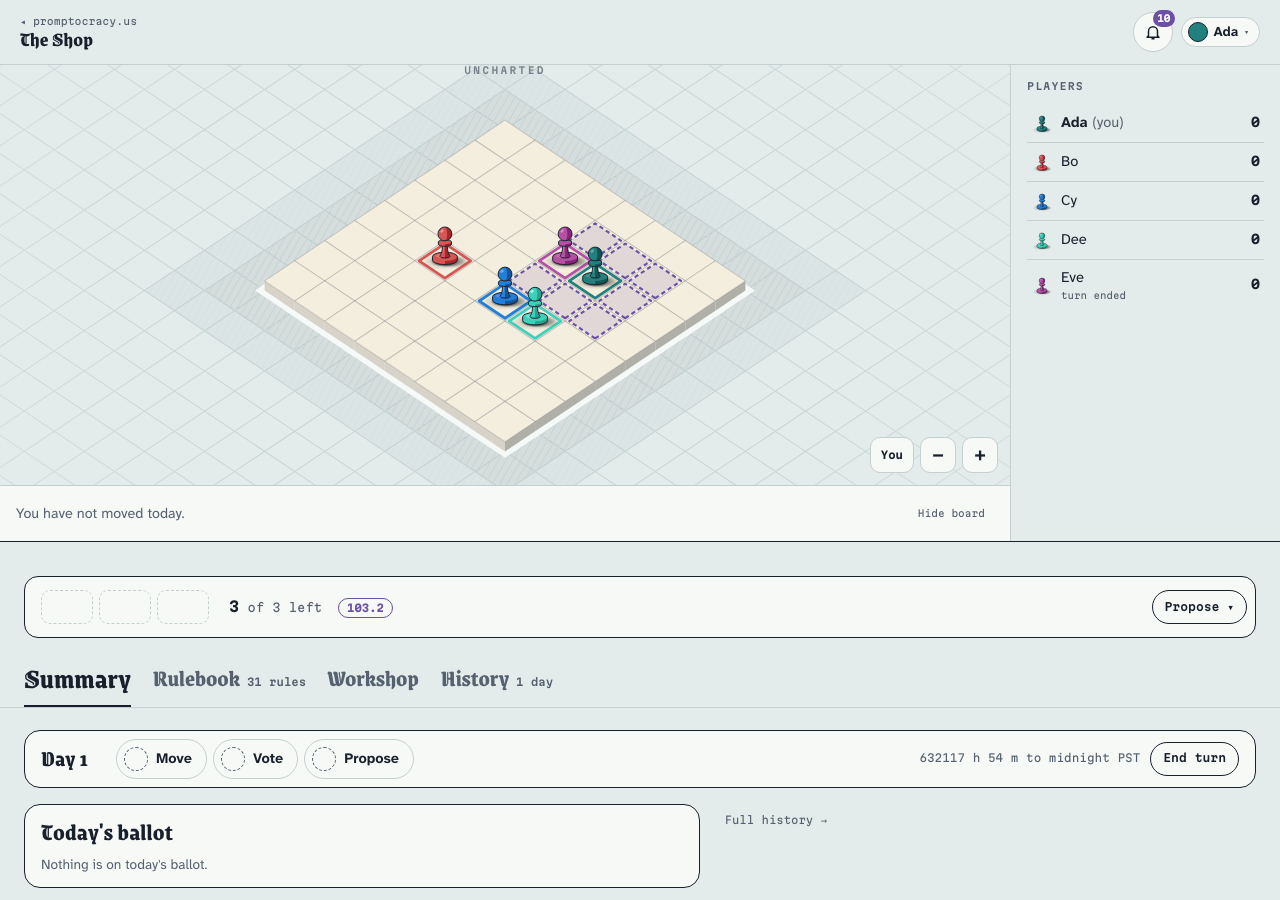 ◂ promptocracy.us
The Shop
10
Ada ▾
UNCHARTED
PLAYERS
Ada (you) 0
Bo 0
Cy 0
Dee 0
Eve 0
turn ended
You − +
You have not moved today.
Hide board
3 of 3 left 103.2
Propose ▾
Summary Rulebook 31 rules Workshop History 1 day
Day 1 Move Vote Propose 632117 h 54 m to midnight PST End turn
Today's ballot
Full history →
Nothing is on today's ballot.